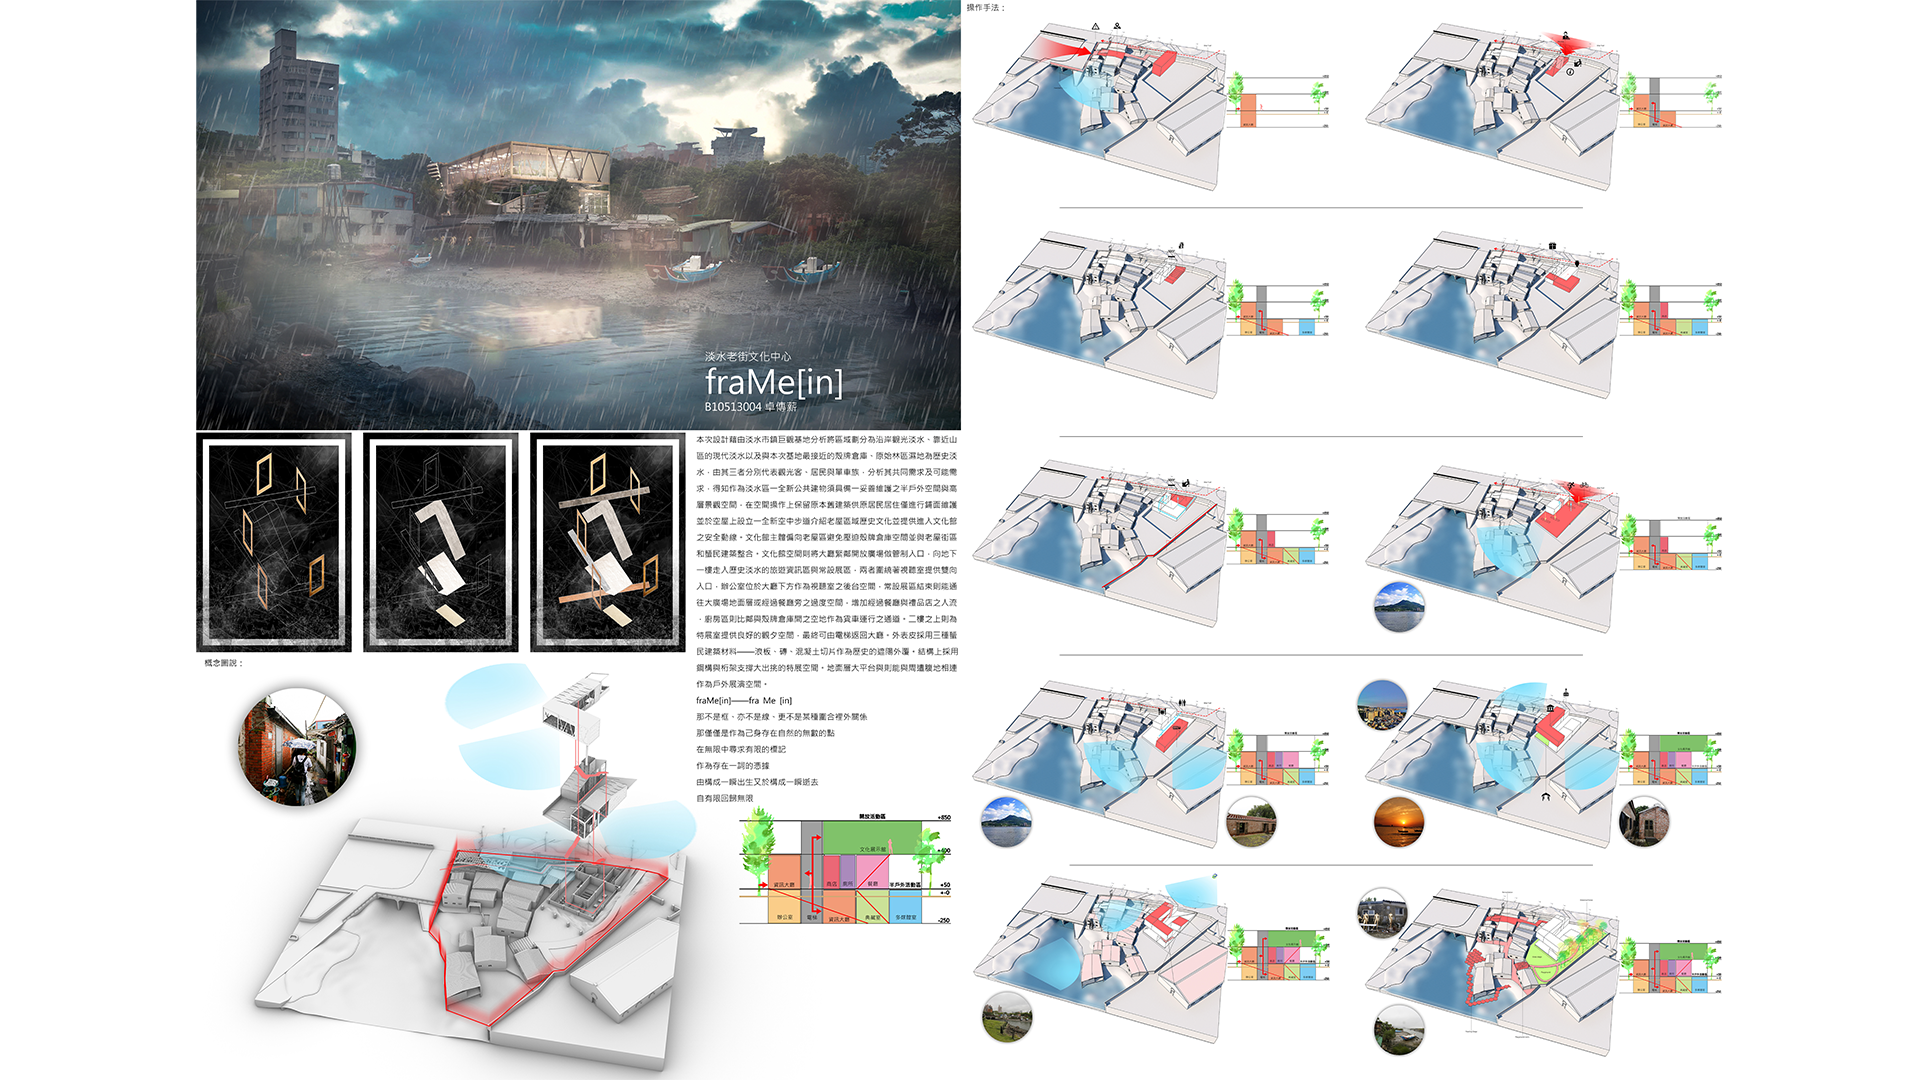 淡水老街文化中心
fraMe[in]
B10513004 卓傳薪
本次設計藉由淡水市鎮巨觀基地分析將區域劃分為沿岸觀光淡水、靠近山
區的現代淡水以及與本次基地最接近的殼牌倉庫、原始林區濕地為歷史淡
水，由其三者分別代表觀光客、居民與單車族，分析其共同需求及可能需
求，得知作為淡水區一全新公共建物須具備一妥善維護之半戶外空間與高
層景觀空間，在空間操作上保留原本舊建築供原居民居住僅進行鋪面維護
並於空屋上設立一全新空中步道介紹老屋區域歷史文化並提供進入文化館
之安全動線。文化館主體偏向老屋區避免壓迫殼牌倉庫空間並與老屋街區
和蜑民建築整合。文化館空間則將大廳緊鄰開放廣場做管制入口，向地下
一樓走入歷史淡水的旅遊資訊區與常設展區，兩者圍繞著視聽室提供雙向
入口，辦公室位於大廳下方作為視聽室之後台空間，常設展區結束則能通
往大廣場地面層或經過餐廳旁之過度空間，增加經過餐廳與禮品店之人流
，廚房區則比鄰與殼牌倉庫間之空地作為貨車運行之通道。二樓之上則為
特展室提供良好的觀夕空間，最終可由電梯返回大廳。外表皮採用三種蜑
民建築材料——浪板、磚、混凝土切片作為歷史的遮陽外覆。結構上採用
鋼構與桁架支撐大出挑的特展空間。地面層大平台與則能與周遭腹地相連
作為戶外展演空間。
fraMe[in]——fra Me [in]
那不是框、亦不是線、更不是某種圍合裡外關係
那僅僅是作為己身存在自然的無數的點
在無限中尋求有限的標記
作為存在一詞的憑據
由構成一瞬出生又於構成一瞬逝去
自有限回歸無限
概念圖說：
開放活動區
+850
文化展示廳
+400
資訊大廳
商店
廁所
餐廳
半戶外活動區
+50
+-0
辦公室
電梯
資訊大廳
典藏室
多媒體室
-250
操作手法：